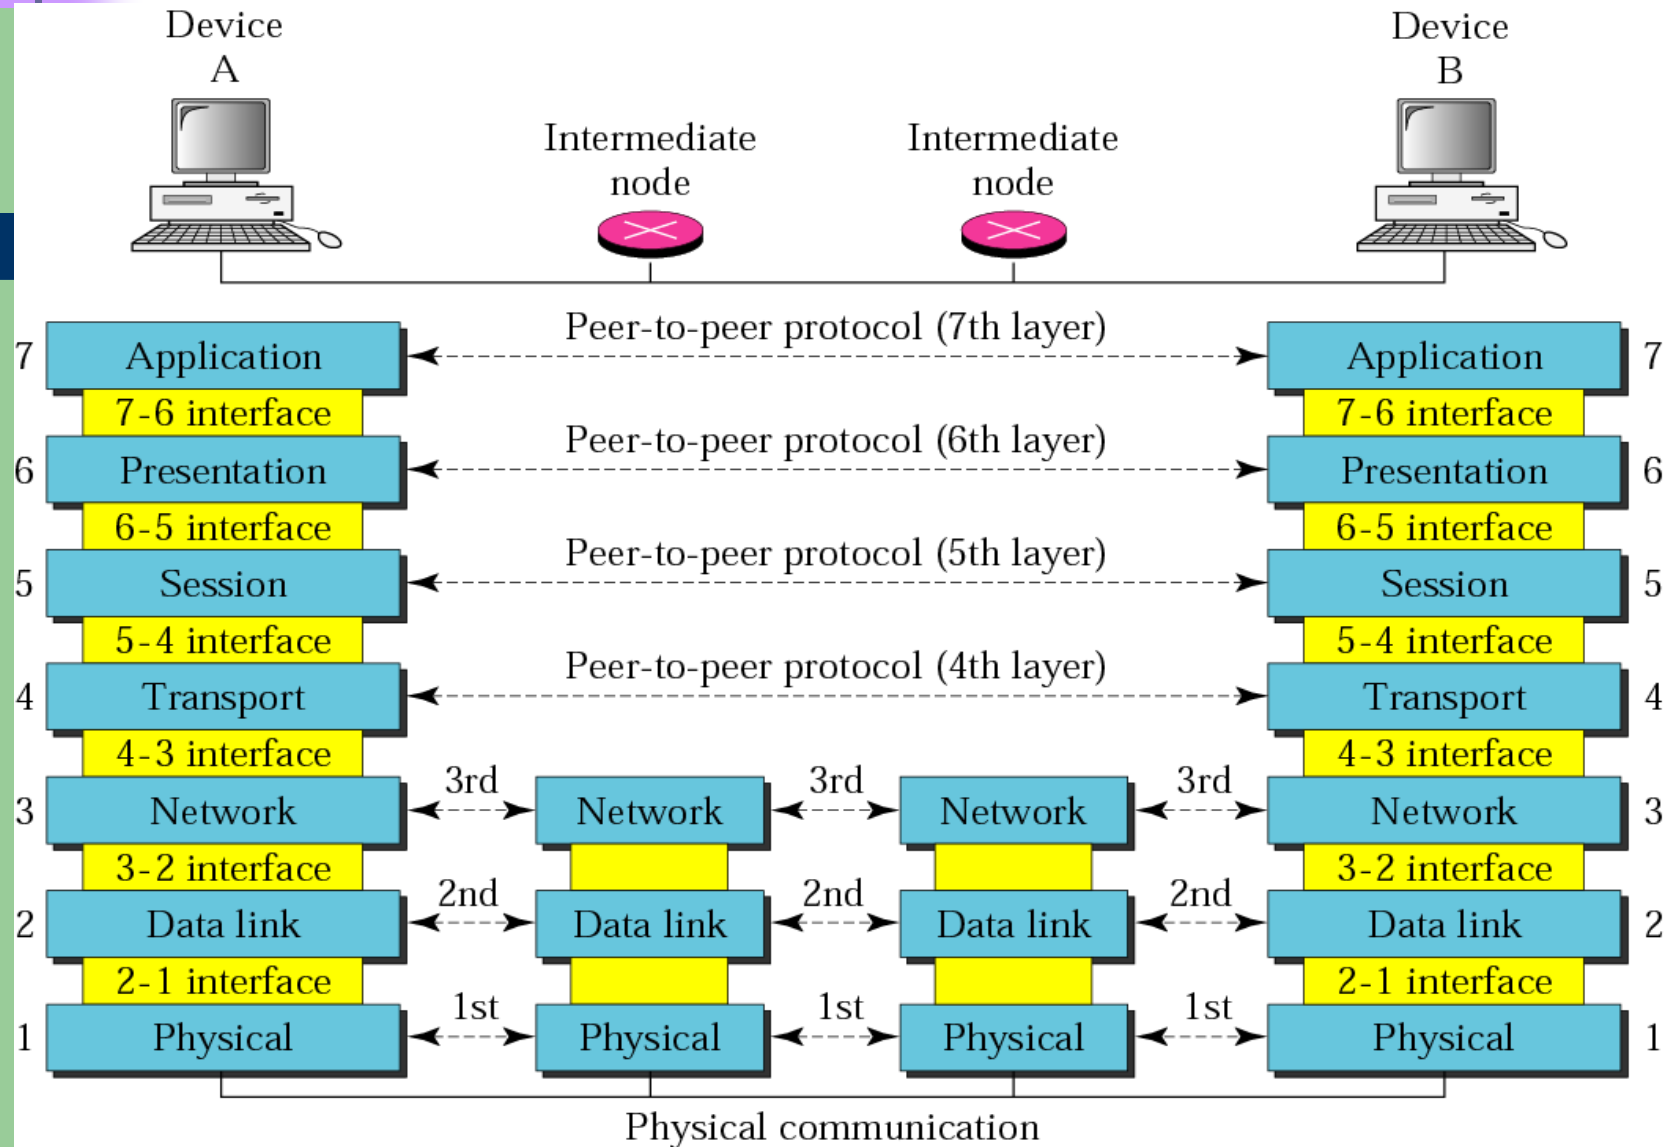 Device
A
Device
B
Intermediate
node
Intermediate
node
Peer-to-peer protocol (7th layer)
7 Application Application 7
7-6 interface 7-6 interface
Peer-to-peer protocol (6th layer)
6 Presentation Presentation 6
6-5 interface 6-5 interface
Peer-to-peer protocol (5th layer)
5 Session Session 5
5-4 interface 5-4 interface
Peer-to-peer protocol (4th layer)
4 Transport Transport 4
4-3 interface 4-3 interface
3rd 3rd 3rd
3 Network Network Network Network 3
3-2 interface 3-2 interface
2nd 2nd 2nd
2 Data link Data link Data link Data link 2
2-1 interface 2-1 interface
1st 1st 1st
1 Physical Physical Physical Physical 1
Physical communication